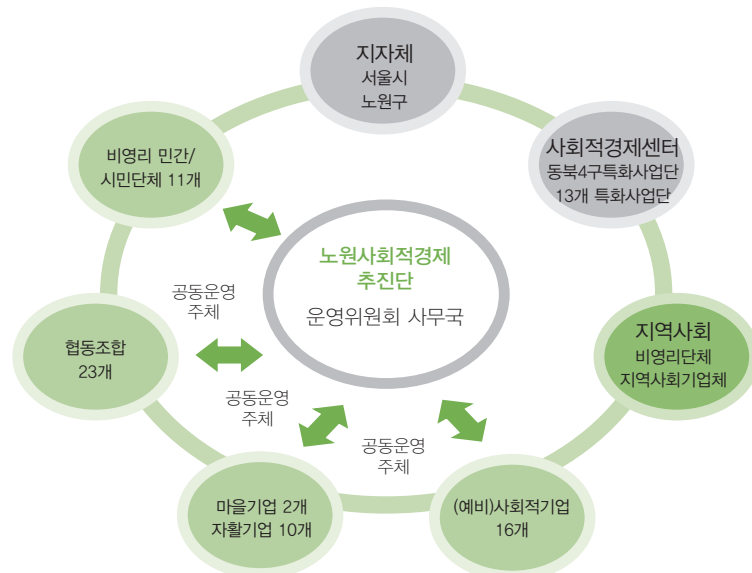 지자체
서울시
노원구
사회적경제센터
동북4구특화사업단
13개 특화사업단
비영리 민간/
시민단체 11개
노원사회적경제
추진단
운영위원회 사무국
공동운영
주체
지역사회
비영리단체
지역사회기업체
협동조합
23개
공동운영
주체
공동운영
주체
마을기업 2개
자활기업 10개
(예비)사회적기업
16개